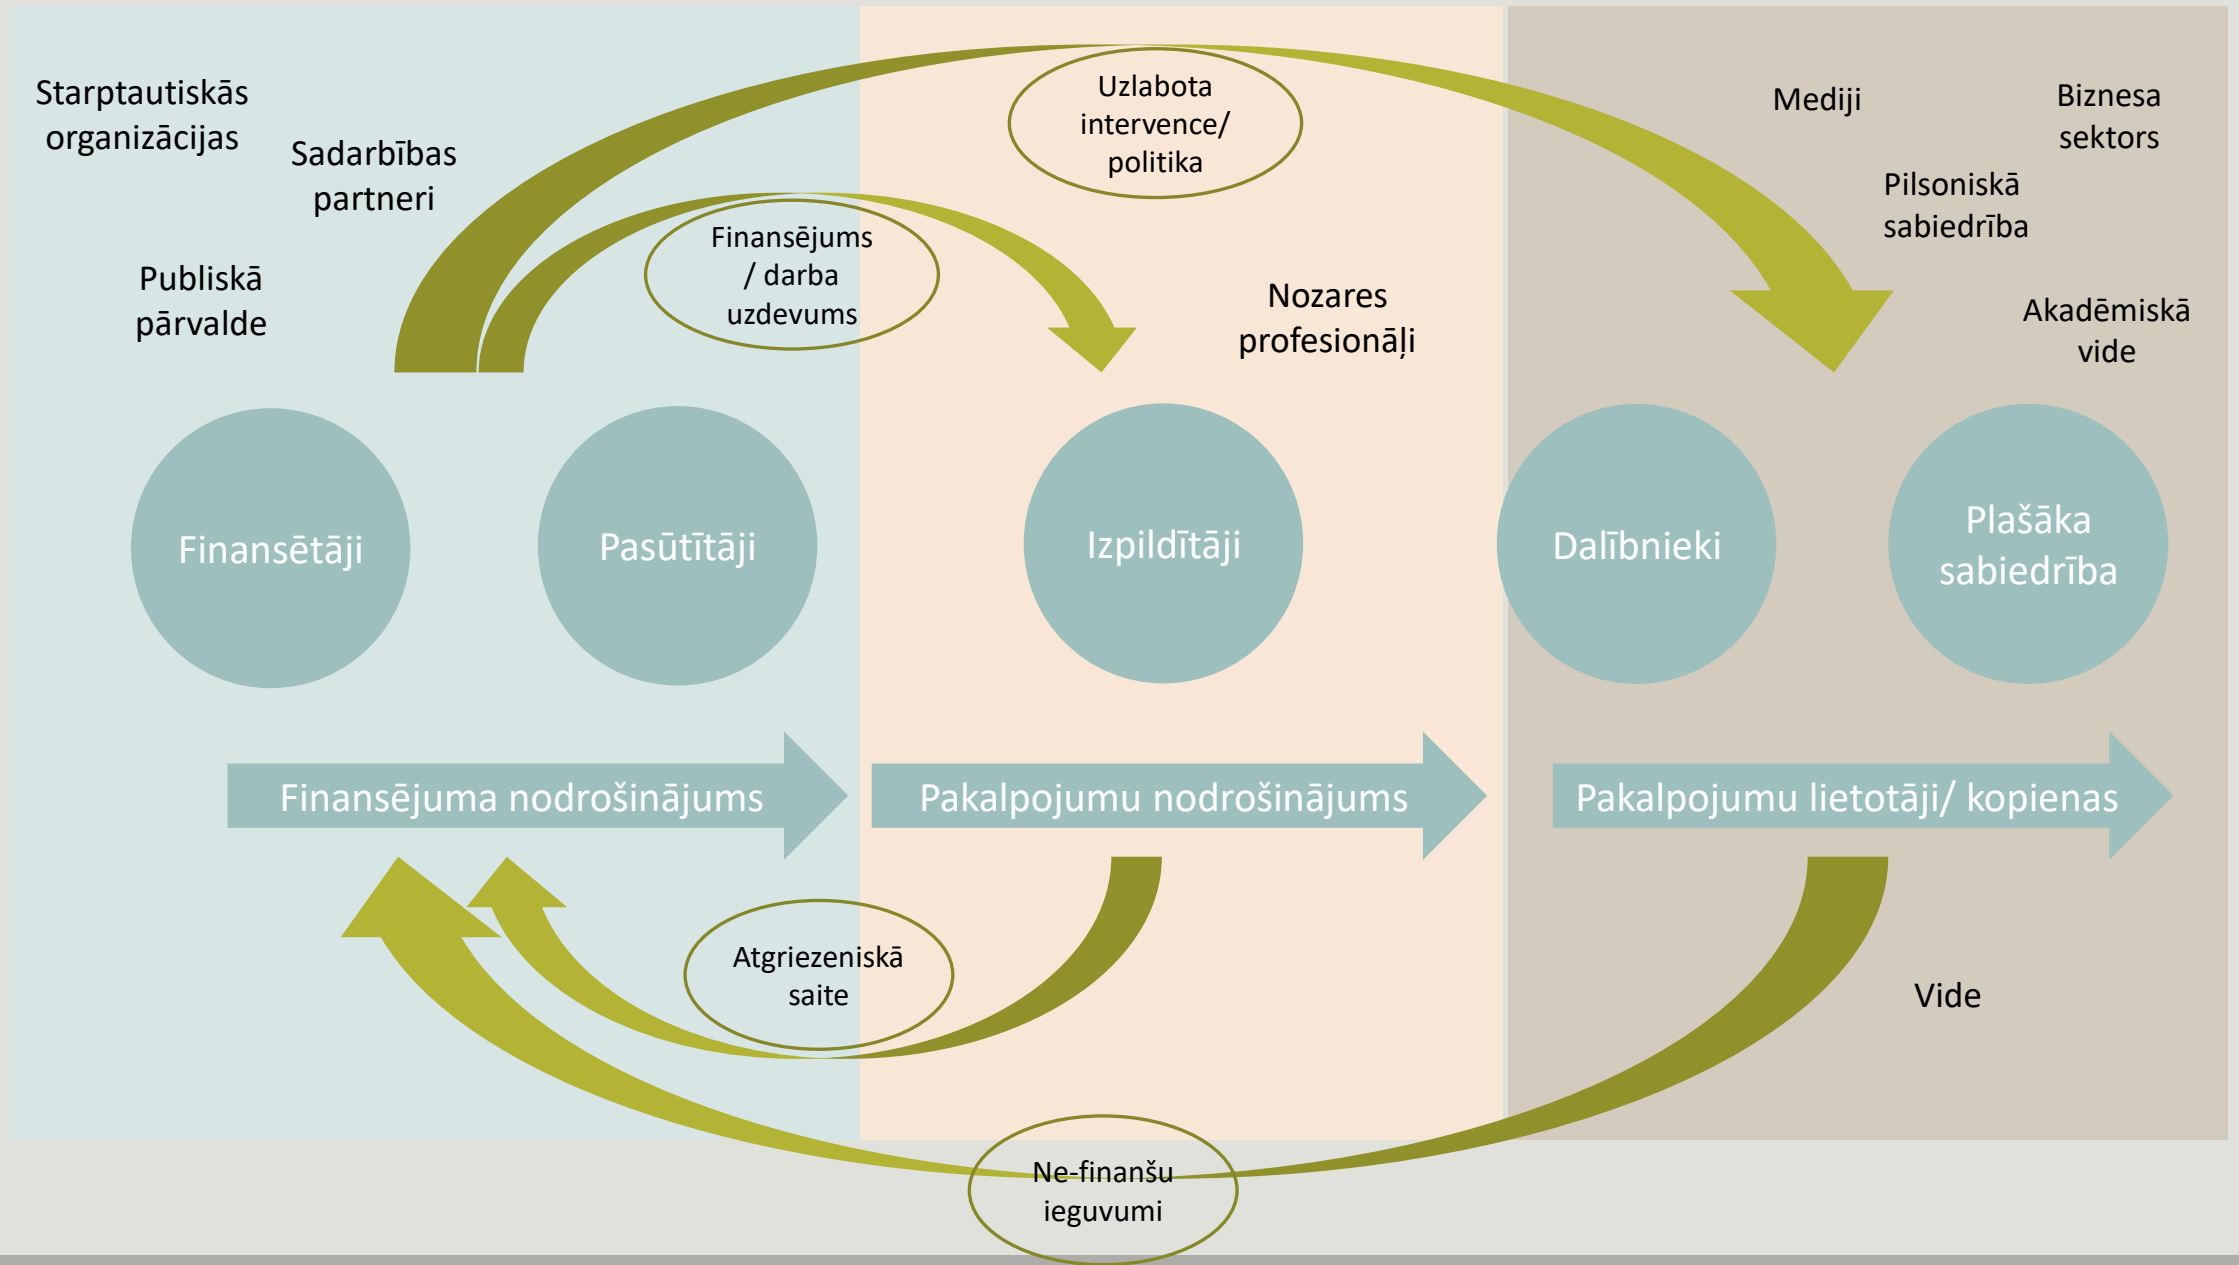 Starptautiskās
organizācijas
Sadarbības
partneri
Publiskā
pārvalde
Uzlabota
intervence/
politika
Finansējums
/ darba
uzdevums
Nozares
profesionāļi
Mediji
Biznesa
sektors
Pilsoniskā
sabiedrība
Akadēmiskā
vide
Finansētāji
Pasūtītāji
Izpildītāji
Dalībnieki
Plašāka
sabiedrība
Finansējuma nodrošinājums
Pakalpojumu nodrošinājums
Pakalpojumu lietotāji/ kopienas
Atgriezeniskā
saite
Vide
Ne-finanšu
ieguvumi